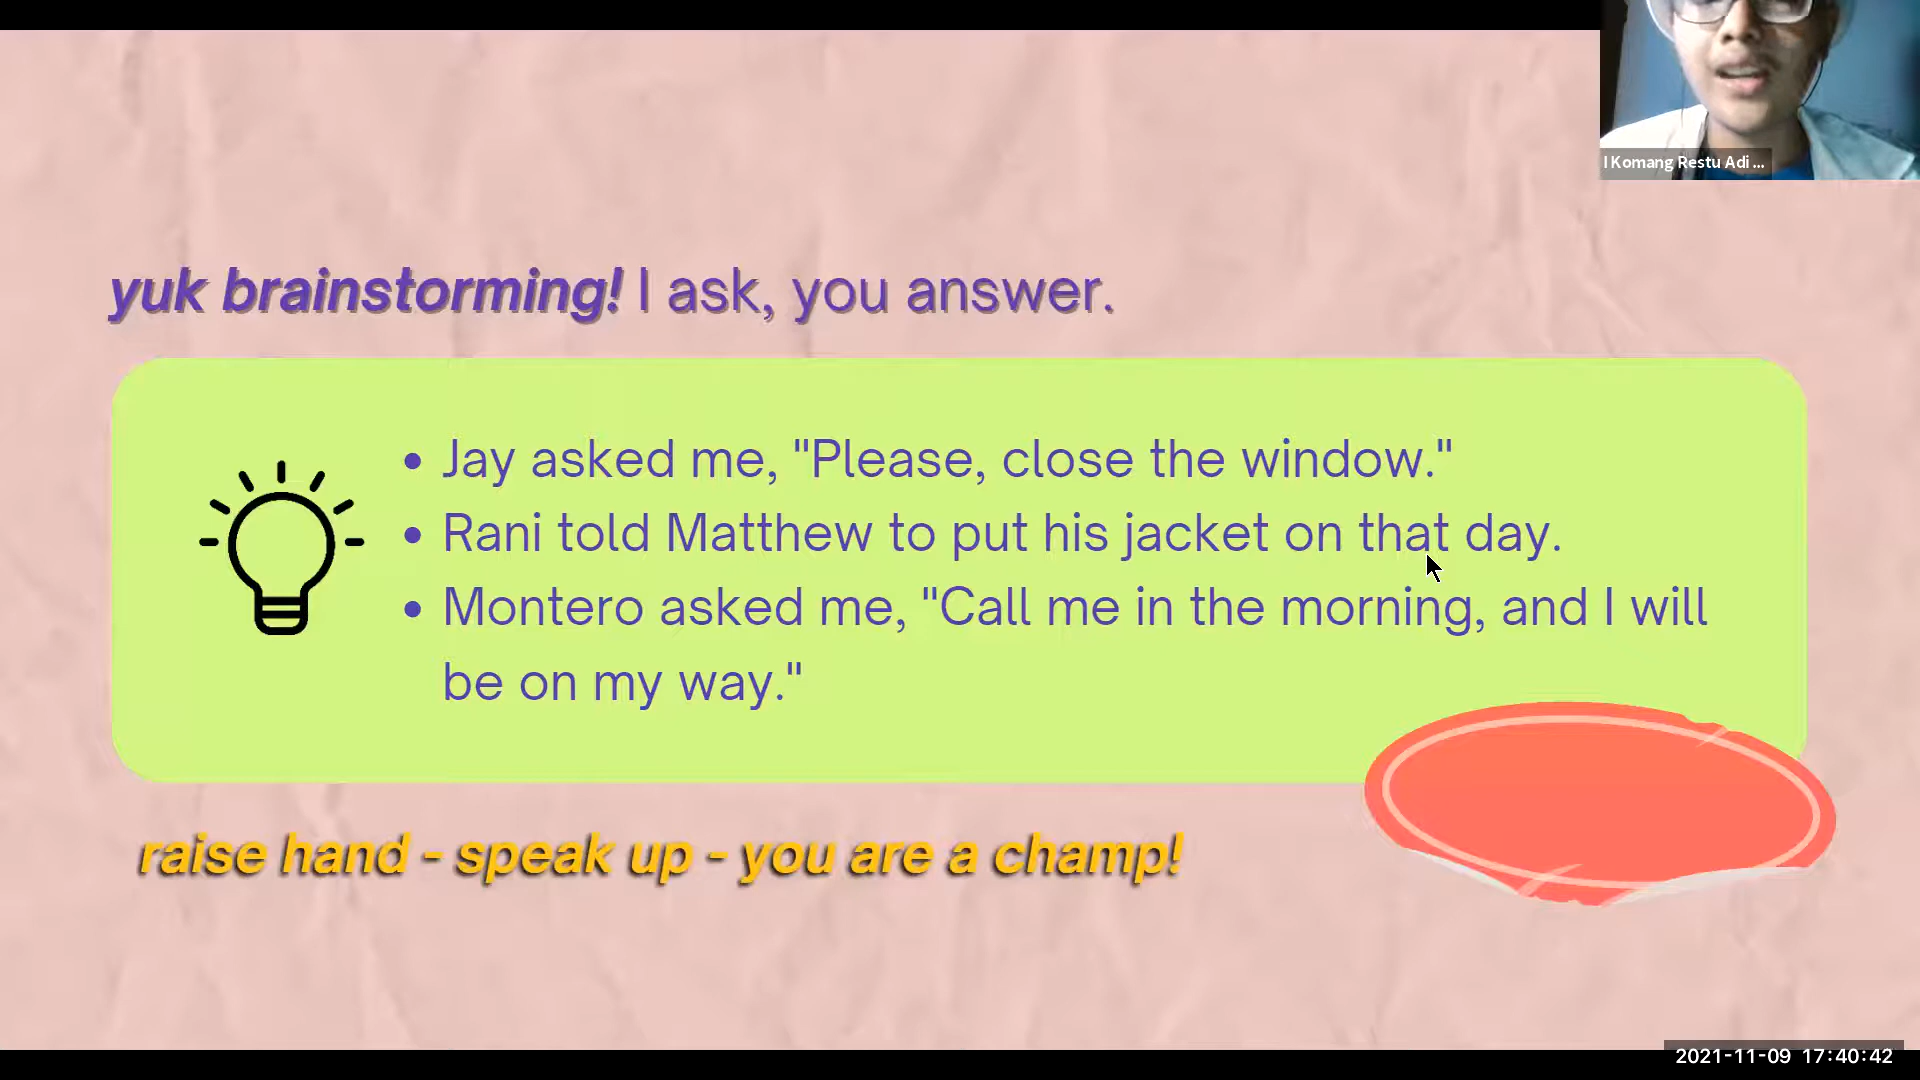 I Komang Restu Adi ...
yuk brainstorming! I ask, you answer.
• Jay asked me, "Please, close the window."
• Rani told Matthew to put his jacket on that day.
• Montero asked me, "Call me in the morning, and I will
be on my way."
raise hand - speak up - you are a champ!
2021-11-09 17:40:42